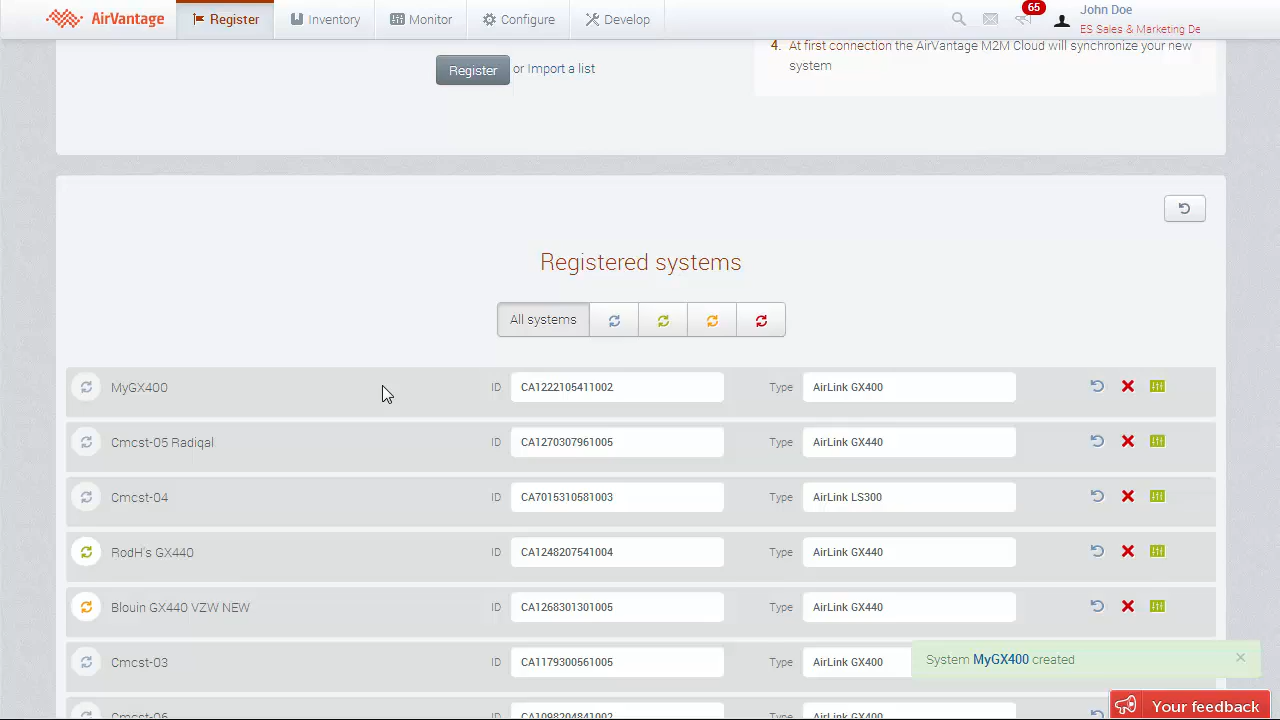 AirVantage
Register
Inventory
Monitor
Configure
Develop
65
John Doe
ES Sales & Marketing De
4. At first connection the AirVantage M2M Cloud will synchronize your new
system
Register or Import a list
Registered systems
All systems
MyGX400 ID CA1222105411002 Type AirLink GX400
Cmcst-05 Radiqal ID CA1270307961005 Type AirLink GX440
Cmcst-04 ID CA7015310581003 Type AirLink LS300
RodH's GX440 ID CA1248207541004 Type AirLink GX440
Blouin GX440 VZW NEW ID CA1268301301005 Type AirLink GX440
Cmcst-03 ID CA1179300561005 Type AirLink GX400
System MyGX400 created
Cmcst-06 ID CA1098204841002 Type AirLink GX400
Your feedback